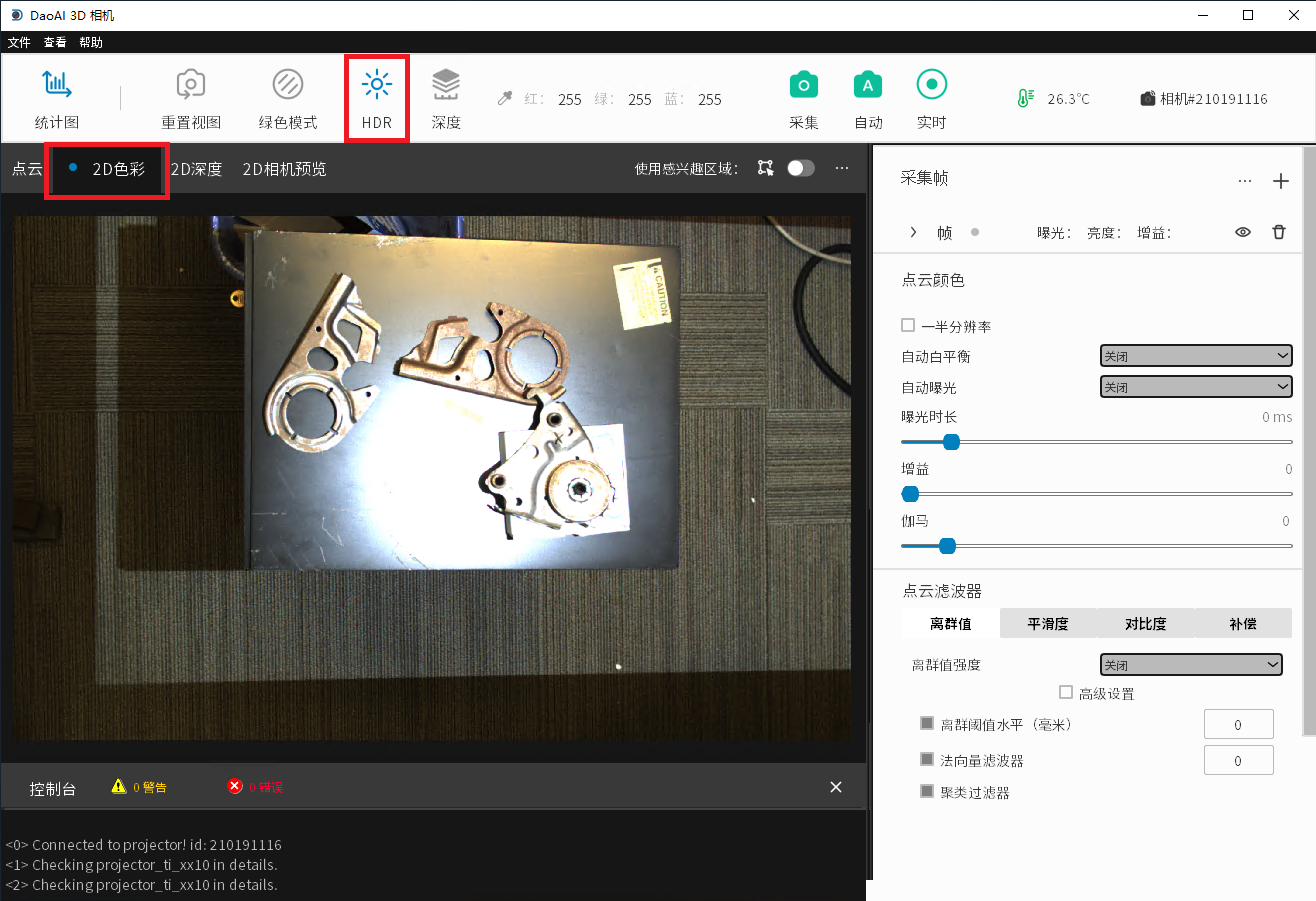 DaoAI 3D 相机
文件 查看 帮助
统计图 重置视图 绿色模式 HDR 深度 红： 255 绿： 255 蓝： 255 采集 自动 实时 26.3°C 相机#210191116
点云 2D色彩 2D深度 2D相机预览 使用感兴趣区域： ...
CAUTION
控制台 0 警告 0 错误
<0> Connected to projector! id: 210191116
<1> Checking projector_ti_xx10 in details.
<2> Checking projector_ti_xx10 in details.
采集帧 ...
帧 曝光： 亮度： 增益：
点云颜色
一半分辨率
自动白平衡 关闭
自动曝光 关闭
曝光时长 0 ms
增益 0
伽马 0
点云滤波器
离群值 平滑度 对比度 补偿
离群值强度 关闭
高级设置
离群阈值水平（毫米） 0
法向量滤波器 0
聚类过滤器